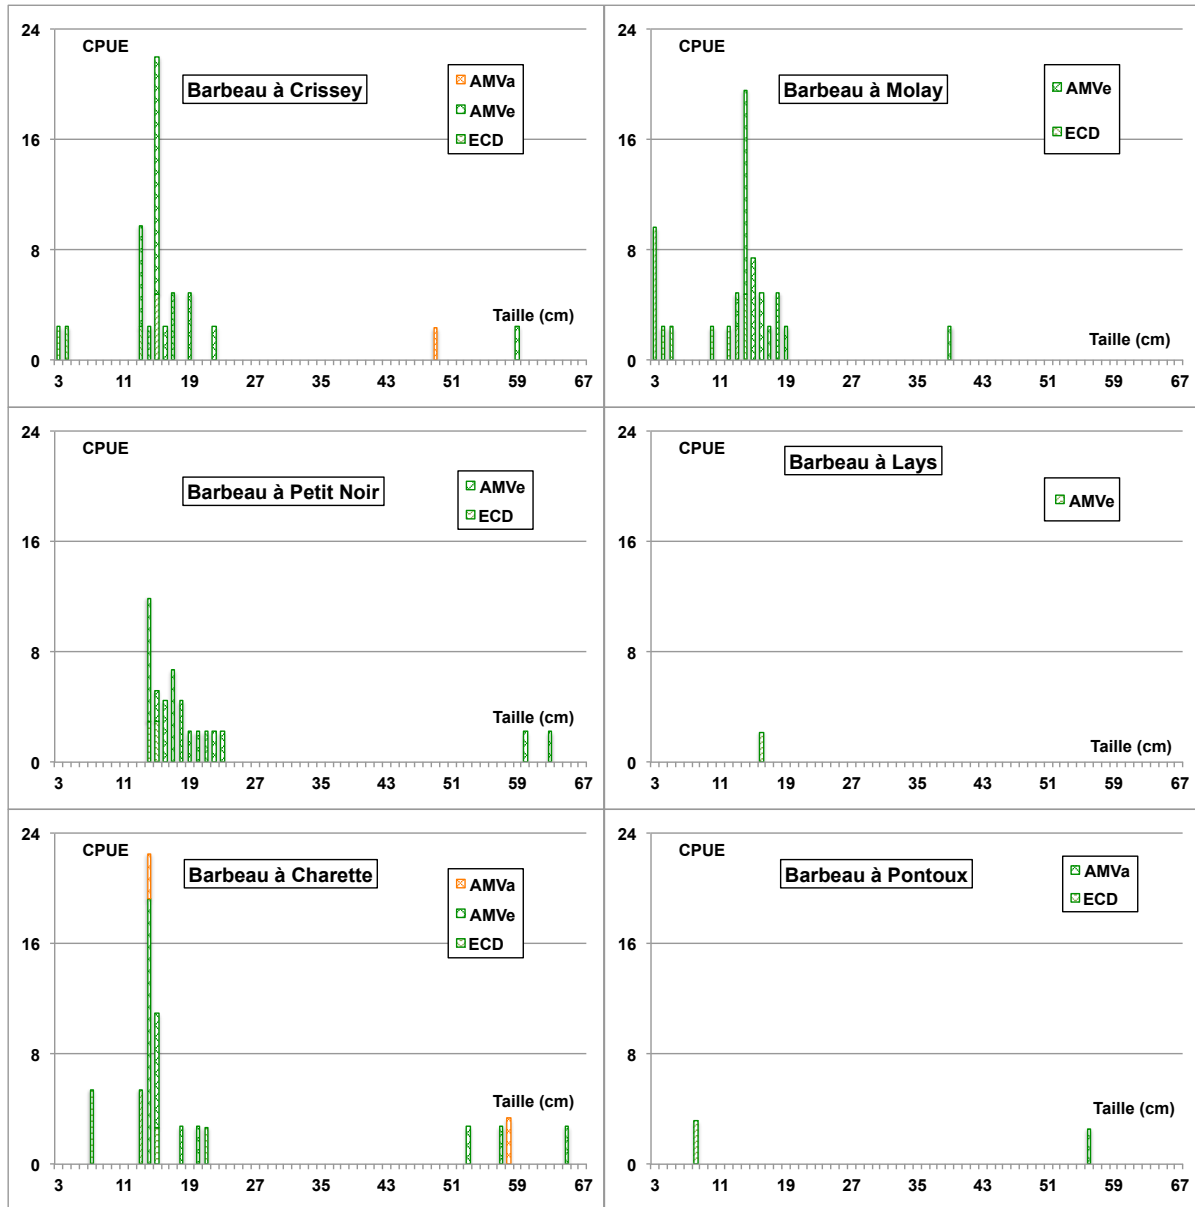 24
CPUE
Barbeau à Crissey
AMVa
AMVe
ECD
16
8
Taille (cm)
0
3 11 19 27 35 43 51 59 67
24
CPUE
Barbeau à Molay
AMVe
ECD
16
8
Taille (cm)
0
3 11 19 27 35 43 51 59 67
24
CPUE
Barbeau à Petit Noir
AMVe
ECD
16
8
Taille (cm)
0
3 11 19 27 35 43 51 59 67
24
CPUE
Barbeau à Lays
AMVe
16
8
Taille (cm)
0
3 11 19 27 35 43 51 59 67
24
CPUE
Barbeau à Charette
AMVa
AMVe
ECD
16
8
Taille (cm)
0
3 11 19 27 35 43 51 59 67
24
CPUE
Barbeau à Pontoux
AMVa
ECD
16
8
Taille (cm)
0
3 11 19 27 35 43 51 59 67